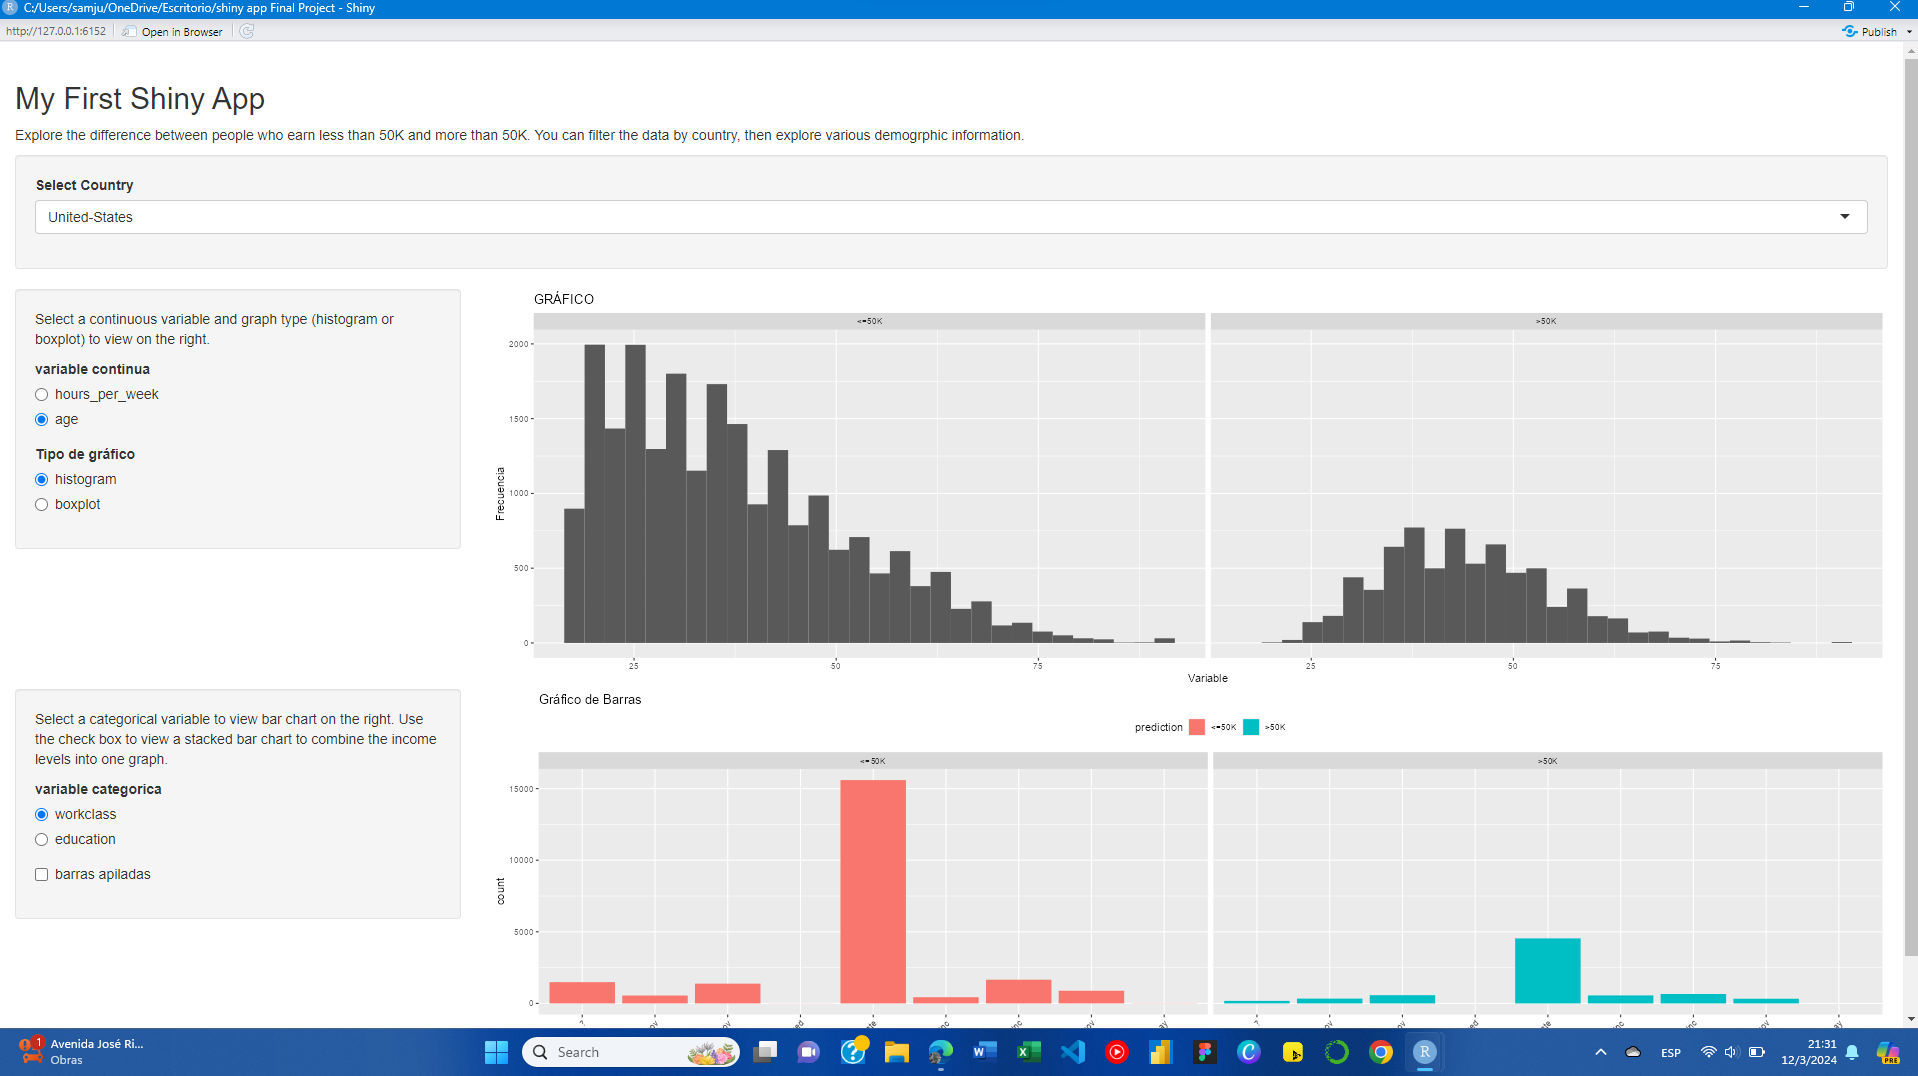 C:/Users/samju/OneDrive/Escritorio/shiny app Final Project - Shiny
http://127.0.0.1:6152
Open in Browser
Publish
My First Shiny App
Explore the difference between people who earn less than 50K and more than 50K. You can filter the data by country, then explore various demogrphic information.
Select Country
United-States
Select a continuous variable and graph type (histogram or
boxplot) to view on the right.
variable continua
hours_per_week
age
Tipo de gráfico
histogram
boxplot
GRÁFICO
<=50K
>50K
2000
1500
1000
500
0
Frecuencia
25
50
75
25
50
75
Variable
Select a categorical variable to view bar chart on the right. Use
the check box to view a stacked bar chart to combine the income
levels into one graph.
variable categorica
workclass
education
barras apiladas
Gráfico de Barras
prediction
<=50K
>50K
<=50K
>50K
15000
10000
5000
0
count
1
Avenida José Ri...
Obras
Search
ESP
21:31
12/3/2024
PRE